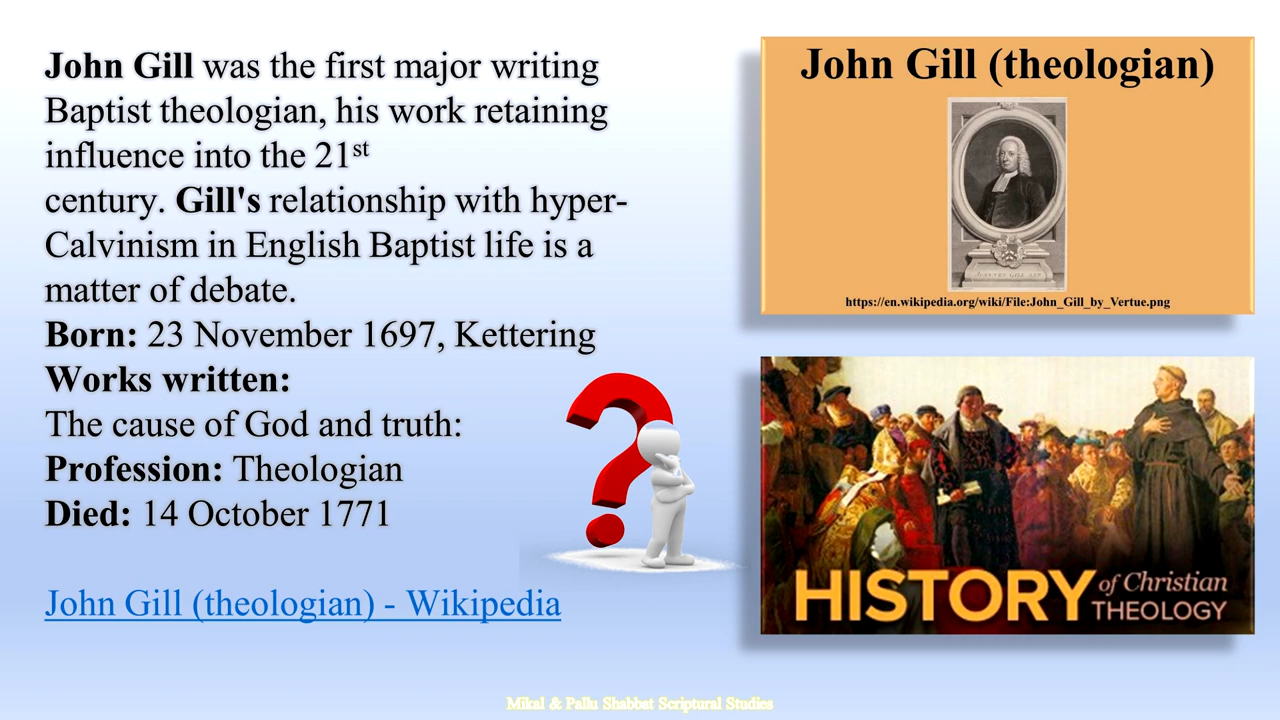 John Gill was the first major writing
Baptist theologian, his work retaining
influence into the 21st
century. Gill's relationship with hyper-
Calvinism in English Baptist life is a
matter of debate.
Born: 23 November 1697, Kettering
Works written:
The cause of God and truth:
Profession: Theologian
Died: 14 October 1771
John Gill (theologian) - Wikipedia
John Gill (theologian)
https://en.wikipedia.org/wiki/File:John_Gill_by_Vertue.png
HISTORY of Christian
THEOLOGY
Mikal & Pallu Shabbat Scriptural Studies